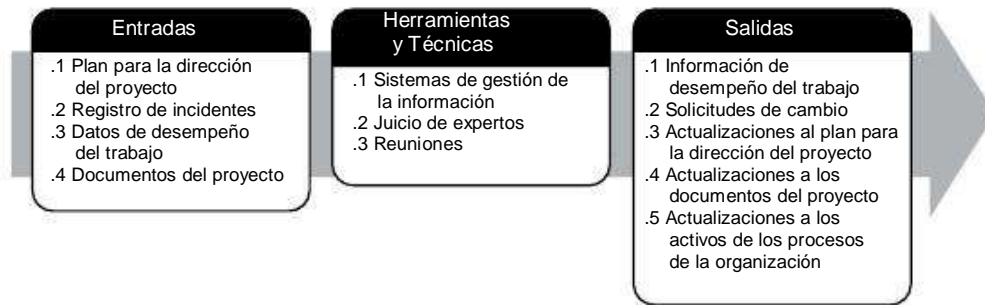 Entradas
.1 Plan para la dirección
del proyecto
.2 Registro de incidentes
.3 Datos de desempeño
del trabajo
.4 Documentos del proyecto
Herramientas
y Técnicas
.1 Sistemas de gestión de
la información
.2 Juicio de expertos
.3 Reuniones
Salidas
.1 Información de
desempeño del trabajo
.2 Solicitudes de cambio
.3 Actualizaciones al plan para
la dirección del proyecto
.4 Actualizaciones a los
documentos del proyecto
.5 Actualizaciones a los
activos de los procesos
de la organización